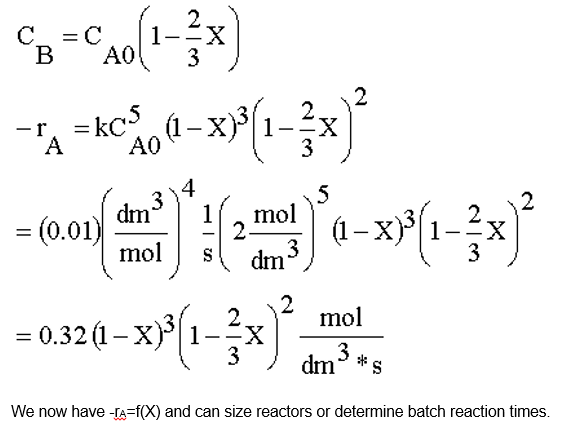 C_B = C_A0 (1 - 2/3 X)
-r_A = kC_A0^5 (1 - X)^3 (1 - 2/3 X)^2
= (0.01) (dm^3/mol)^4 1/s (2 mol/dm^3)^5 (1 - X)^3 (1 - 2/3 X)^2
= 0.32 (1 - X)^3 (1 - 2/3 X)^2 mol/dm^3 * s
We now have -r_A=f(X) and can size reactors or determine batch reaction times.